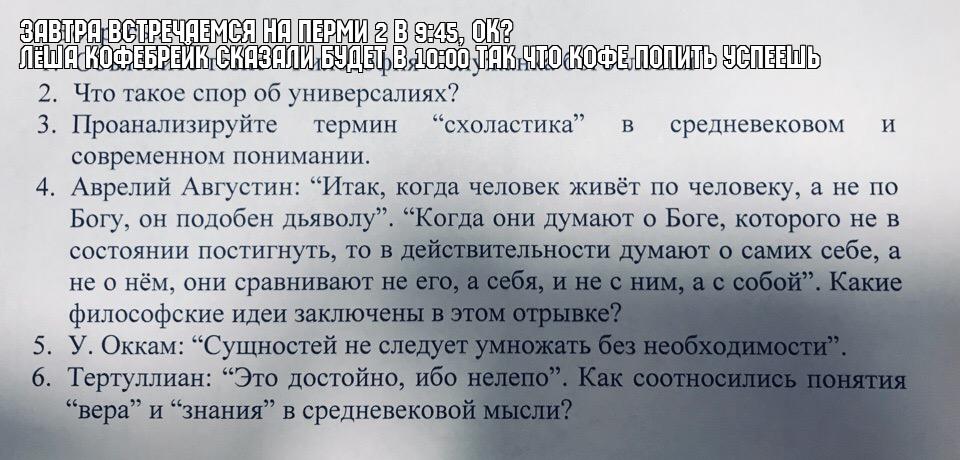 ЗАВТРА ВСТРЕЧАЕМСЯ НА ПЕРМИ 2 В 9:45, ОК?
ЛЁША КОФЕБРЕЙК СКАЗАЛИ БУДЕТ В 10:00 ТАК ЧТО КОФЕ ПОПИТЬ УСПЕЕШЬ
2. Что такое спор об универсалиях?
3. Проанализируйте термин “схоластика” в средневековом и
современном понимании.
4. Аврелий Августин: “Итак, когда человек живёт по человеку, а не по
Богу, он подобен дьяволу”. “Когда они думают о Боге, которого не в
состоянии постигнуть, то в действительности думают о самих себе, а
не о нём, они сравнивают не его, а себя, и не с ним, а с собой”. Какие
философские идеи заключены в этом отрывке?
5. У. Оккам: “Сущностей не следует умножать без необходимости”.
6. Тертуллиан: “Это достойно, ибо нелепо”. Как соотносились понятия
“вера” и “знания” в средневековой мысли?